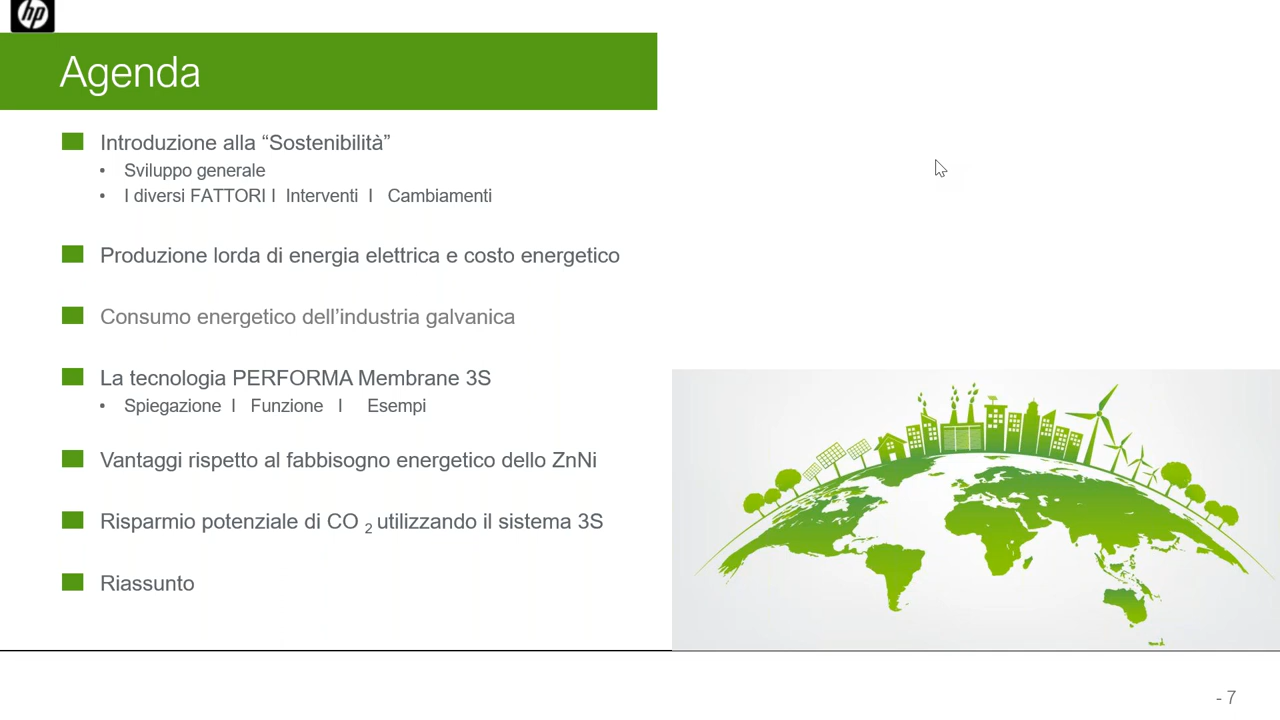 hp
Agenda
Introduzione alla “Sostenibilità”
• Sviluppo generale
• I diversi FATTORI I Interventi I Cambiamenti
Produzione lorda di energia elettrica e costo energetico
Consumo energetico dell’industria galvanica
La tecnologia PERFORMA Membrane 3S
• Spiegazione I Funzione I Esempi
Vantaggi rispetto al fabbisogno energetico dello ZnNi
Risparmio potenziale di CO 2 utilizzando il sistema 3S
Riassunto
- 7